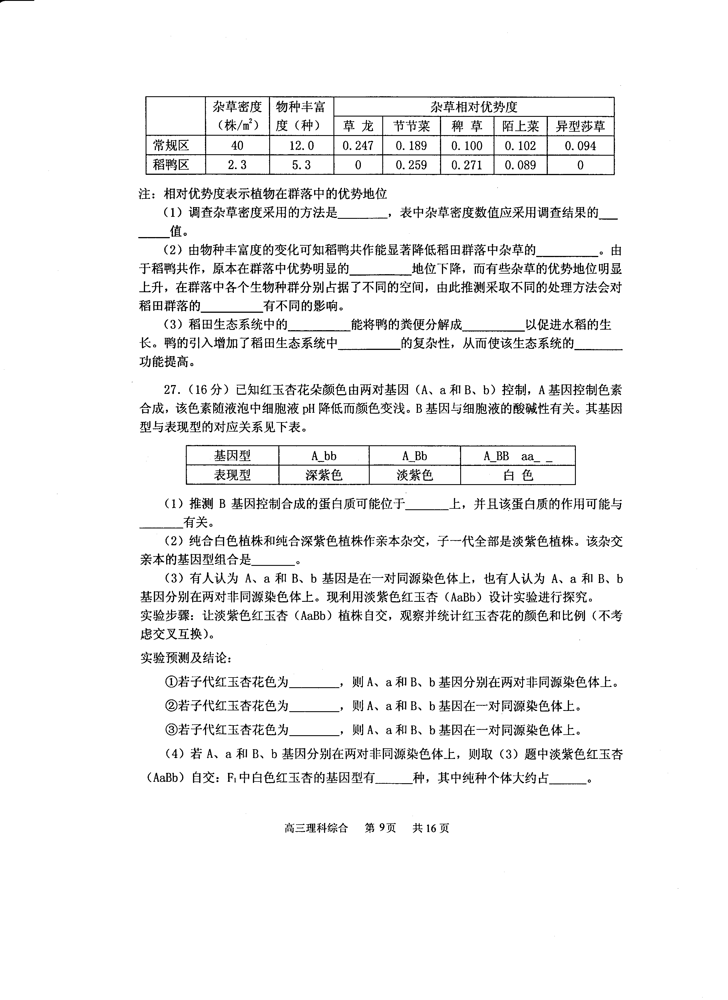 杂草密度 物种丰富 杂草相对优势度
（株/m²） 度（种） 草 龙 节节菜 稗 草 陌上菜 异型莎草
常规区 40 12.0 0.247 0.189 0.100 0.102 0.094
稻鸭区 2.3 5.3 0 0.259 0.271 0.089 0
注：相对优势度表示植物在群落中的优势地位
（1）调查杂草密度采用的方法是________，表中杂草密度数值应采用调查结果的___
_____值。
（2）由物种丰富度的变化可知稻鸭共作能显著降低稻田群落中杂草的__________。由
于稻鸭共作，原本在群落中优势明显的__________地位下降，而有些杂草的优势地位明显
上升，在群落中各个生物种群分别占据了不同的空间，由此推测采取不同的处理方法会对
稻田群落的__________有不同的影响。
（3）稻田生态系统中的__________能将鸭的粪便分解成__________以促进水稻的生
长。鸭的引入增加了稻田生态系统中__________的复杂性，从而使该生态系统的________
功能提高。
27.（16分）已知红玉杏花朵颜色由两对基因（A、a和B、b）控制，A基因控制色素
合成，该色素随液泡中细胞液pH降低而颜色变浅。B基因与细胞液的酸碱性有关。其基因
型与表现型的对应关系见下表。
基因型 A_bb A_Bb A_BB aa_ _
表现型 深紫色 淡紫色 白 色
（1）推测 B 基因控制合成的蛋白质可能位于_______上，并且该蛋白质的作用可能与
_______有关。
（2）纯合白色植株和纯合深紫色植株作亲本杂交，子一代全部是淡紫色植株。该杂交
亲本的基因型组合是_______。
（3）有人认为 A、a 和 B、b 基因是在一对同源染色体上，也有人认为 A、a 和 B、b
基因分别在两对非同源染色体上。现利用淡紫色红玉杏（AaBb）设计实验进行探究。
实验步骤：让淡紫色红玉杏（AaBb）植株自交，观察并统计红玉杏花的颜色和比例（不考
虑交叉互换）。
实验预测及结论：
①若子代红玉杏花色为________，则A、a和B、b基因分别在两对非同源染色体上。
②若子代红玉杏花色为________，则A、a和B、b基因在一对同源染色体上。
③若子代红玉杏花色为________，则A、a和B、b基因在一对同源染色体上。
（4）若 A、a 和 B、b 基因分别在两对非同源染色体上，则取（3）题中淡紫色红玉杏
（AaBb）自交：F₁中白色红玉杏的基因型有______种，其中纯种个体大约占______。
高三理科综合 第 9页 共 16 页